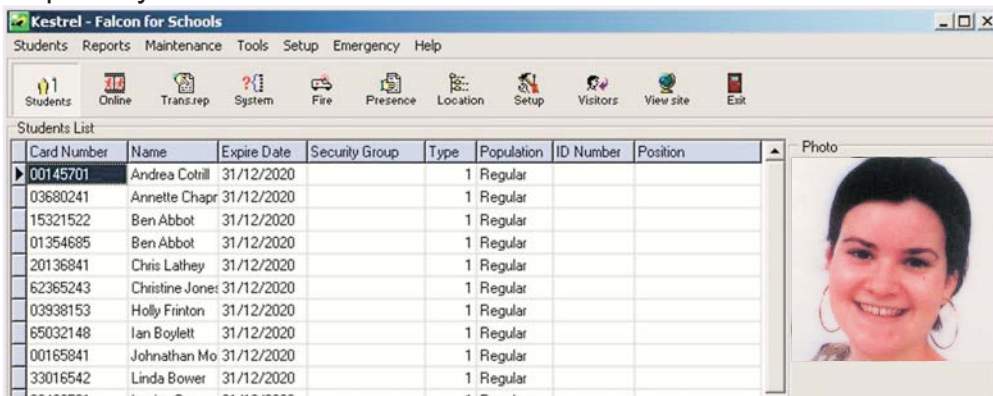 Kestrel - Falcon for Schools
Students Reports Maintenance Tools Setup Emergency Help
Students Online Trans.rep System Fire Presence Location Setup Visitors View site Exit
Students List
Card Number Name Expire Date Security Group Type Population ID Number Position Photo
00145701 Andrea Cotrill 31/12/2020 1 Regular
03680241 Annette Chapr 31/12/2020 1 Regular
15321522 Ben Abbot 31/12/2020 1 Regular
01354685 Ben Abbot 31/12/2020 1 Regular
20136841 Chris Lathey 31/12/2020 1 Regular
62365243 Christine Jone 31/12/2020 1 Regular
03938153 Holly Frinton 31/12/2020 1 Regular
65032148 Ian Boylett 31/12/2020 1 Regular
00165841 Johnathan Mo 31/12/2020 1 Regular
33016542 Linda Bower 31/12/2020 1 Regular